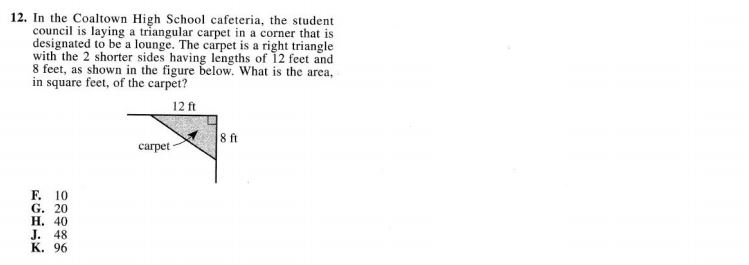 12. In the Coaltown High School cafeteria, the student
council is laying a triangular carpet in a corner that is
designated to be a lounge. The carpet is a right triangle
with the 2 shorter sides having lengths of 12 feet and
8 feet, as shown in the figure below. What is the area,
in square feet, of the carpet?
12 ft
8 ft
carpet
F. 10
G. 20
H. 40
J. 48
K. 96